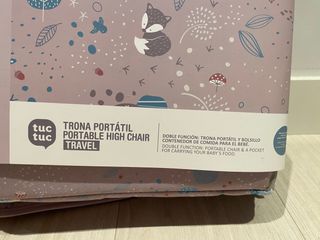 tuc
tuc
TRONA PORTÁTIL
PORTABLE HIGH CHAIR
TRAVEL
DOBLE FUNCIÓN: TRONA PORTÁTIL Y BOLSILLO
CONTENEDOR DE COMIDA PARA EL BEBÉ.
DOUBLE FUNCTION: PORTABLE CHAIR & A POCKET
FOR CARRYING YOUR BABY'S FOOD.